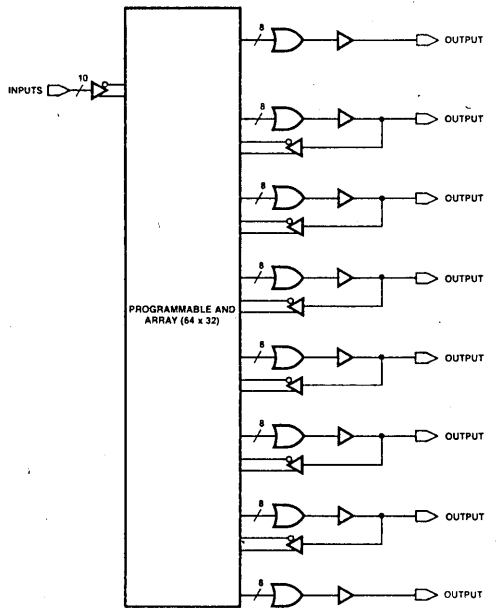 8
OUTPUT
10
INPUTS
8
OUTPUT
8
OUTPUT
8
OUTPUT
PROGRAMMABLE AND
ARRAY (64 x 32)
8
OUTPUT
8
OUTPUT
8
OUTPUT
8
OUTPUT